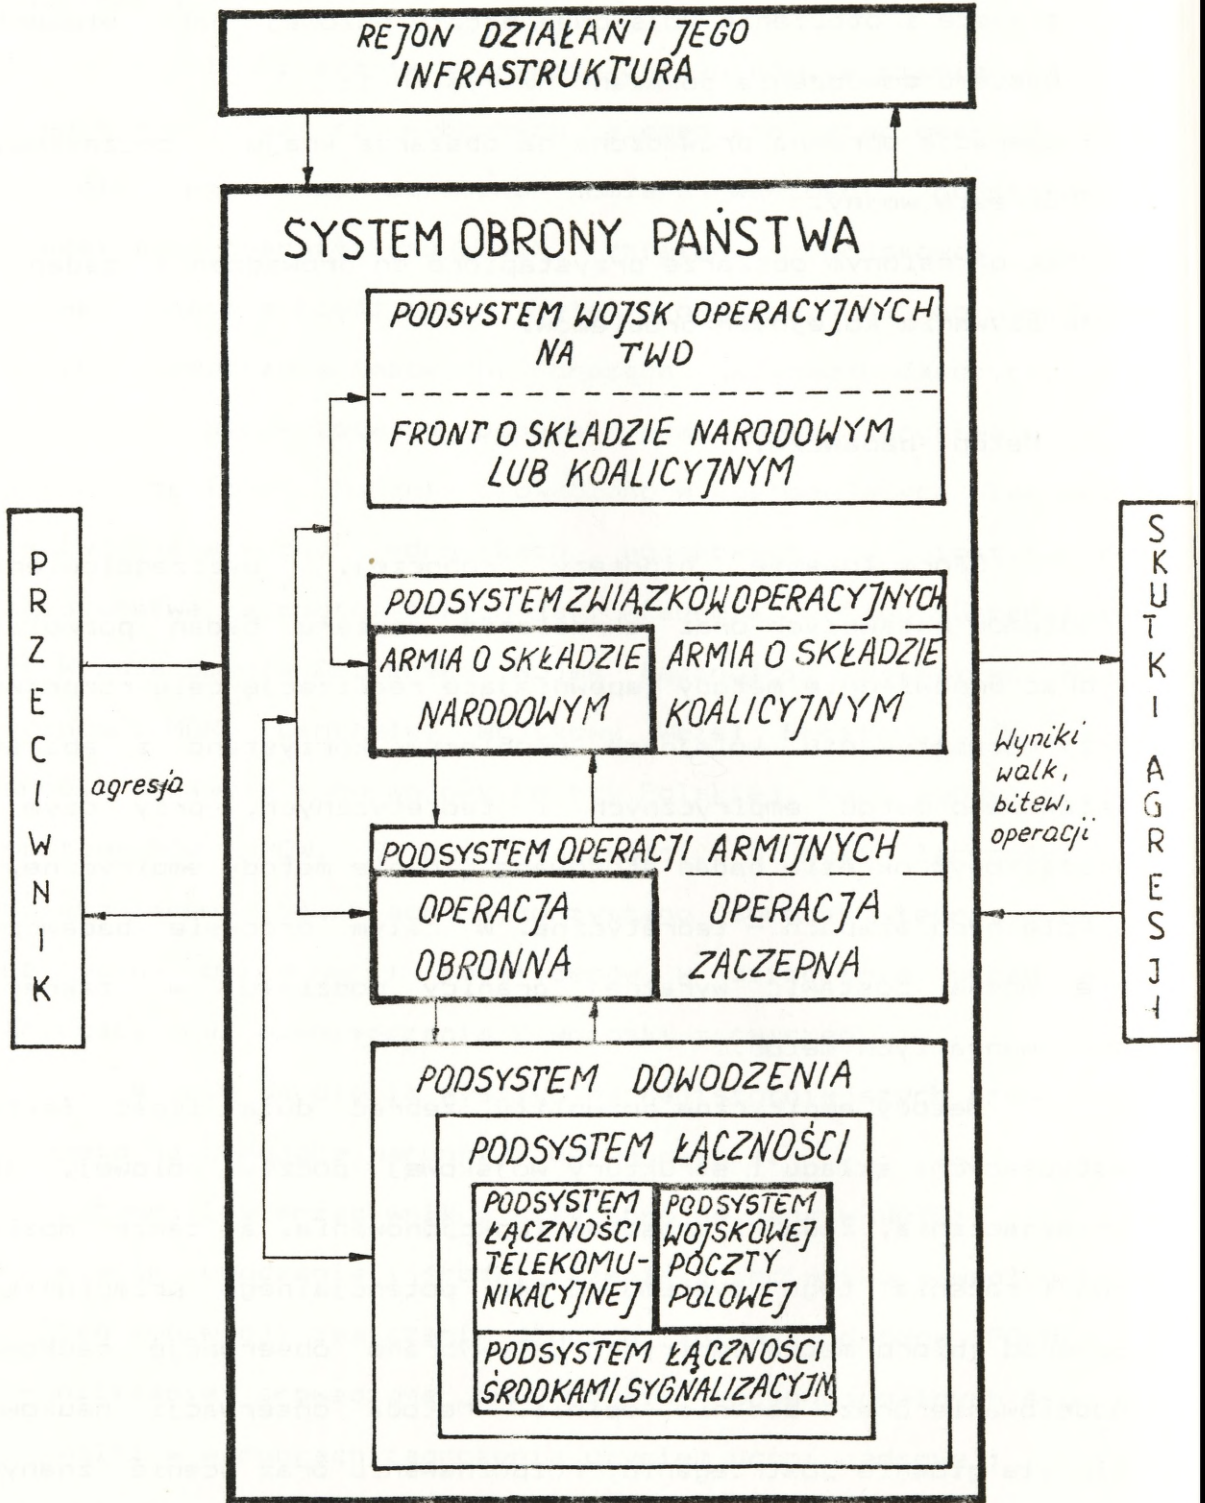 REJON DZIAŁAŃ I JEGO
INFRASTRUKTURA
SYSTEM OBRONY PAŃSTWA
PODSYSTEM WOJSK OPERACYJNYCH
NA TWD
FRONT O SKŁADZIE NARODOWYM
LUB KOALICYJNYM
PRZECIWNIK
agresja
PODSYSTEM ZWIĄZKÓW OPERACYJNYCH
ARMIA O SKŁADZIE
NARODOWYM
ARMIA O SKŁADZIE
KOALICYJNYM
SKUTKI AGRESJI
Wyniki
walk,
bitew,
operacji
PODSYSTEM OPERACJI ARMIJNYCH
OPERACJA
OBRONNA
OPERACJA
ZACZEPNA
PODSYSTEM DOWODZENIA
PODSYSTEM ŁĄCZNOŚCI
PODSYSTEM
ŁĄCZNOŚCI
TELEKOMU-
NIKACYJNEJ
PODSYSTEM
WOJSKOWEJ
POCZTY
POLOWEJ
PODSYSTEM ŁĄCZNOŚCI
ŚRODKAMI SYGNALIZACYJN